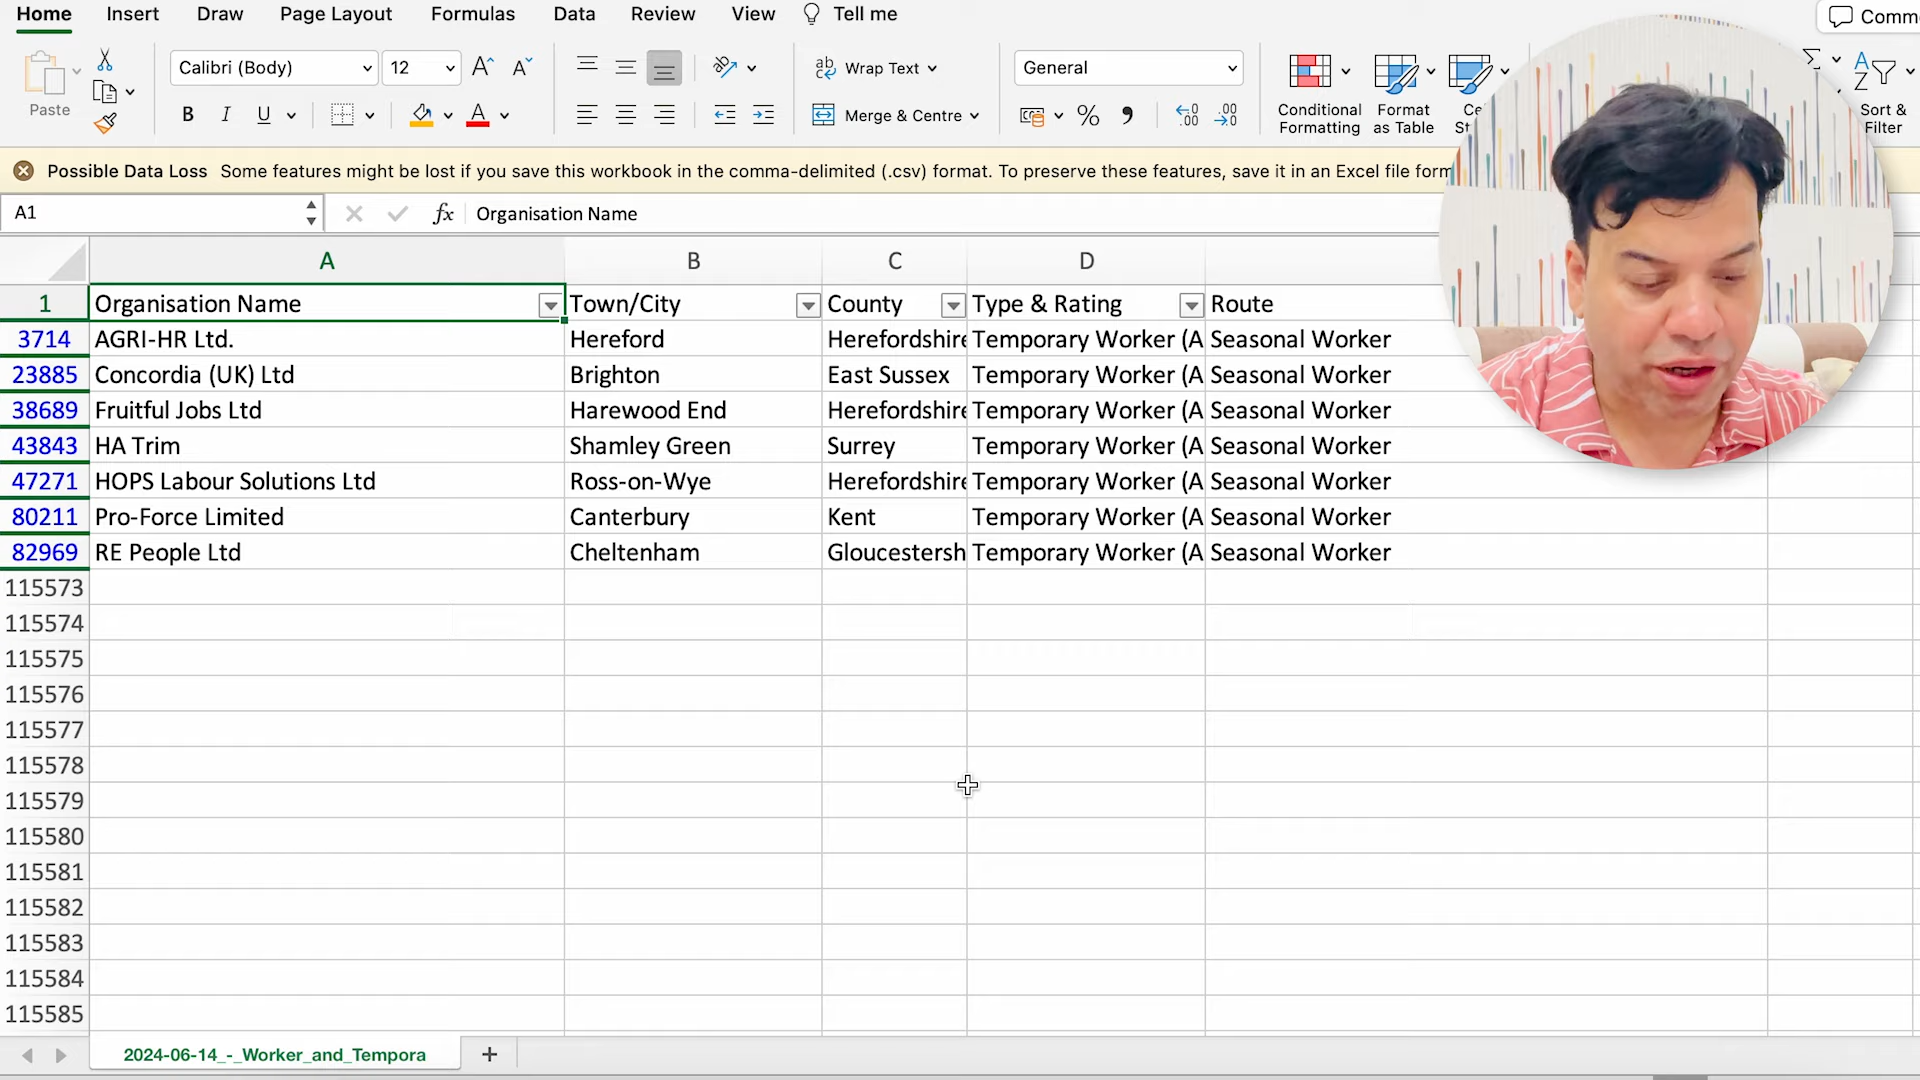 Home Insert Draw Page Layout Formulas Data Review View Tell me
Calibri (Body) 12 Wrap Text General
Paste B I U Merge & Centre % Conditional Formatting Format as Table Sort & Filter
Possible Data Loss Some features might be lost if you save this workbook in the comma-delimited (.csv) format. To preserve these features, save it in an Excel file
A1 fx Organisation Name
A B C D
1 Organisation Name Town/City County Type & Rating Route
3714 AGRI-HR Ltd. Hereford Herefordshire Temporary Worker (A Seasonal Worker
23885 Concordia (UK) Ltd Brighton East Sussex Temporary Worker (A Seasonal Worker
38689 Fruitful Jobs Ltd Harewood End Herefordshire Temporary Worker (A Seasonal Worker
43843 HA Trim Shamley Green Surrey Temporary Worker (A Seasonal Worker
47271 HOPS Labour Solutions Ltd Ross-on-Wye Herefordshire Temporary Worker (A Seasonal Worker
80211 Pro-Force Limited Canterbury Kent Temporary Worker (A Seasonal Worker
82969 RE People Ltd Cheltenham Gloucestersh Temporary Worker (A Seasonal Worker
115573
115574
115575
115576
115577
115578
115579
115580
115581
115582
115583
115584
115585
2024-06-14_-_Worker_and_Tempora